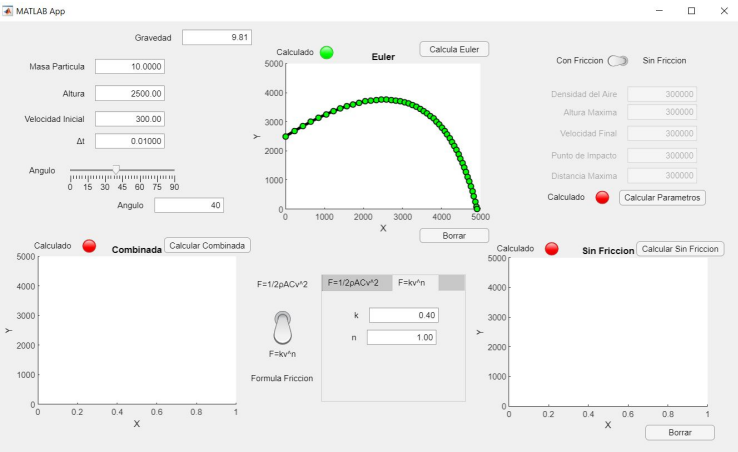 MATLAB App
Gravedad 9.81
Masa Particula 10.0000
Altura 2500.00
Velocidad Inicial 300.00
Δt 0.01000
Angulo
0 15 30 45 60 75 90
Angulo 40
Calculado Euler Calcula Euler
5000
4000
3000
2000
1000
0
Y
0 1000 2000 3000 4000 5000
X
Borrar
Con Friccion Sin Friccion
Densidad del Aire 300000
Altura Maxima 300000
Velocidad Final 300000
Punto de Impacto 300000
Distancia Maxima 300000
Calculado Calcular Parametros
Calculado Combinada Calcular Combinada
5000
4000
3000
2000
1000
0
Y
0 0.2 0.4 0.6 0.8 1
X
F=1/2ρACv^2
F=kv^n
Formula Friccion
F=1/2ρACv^2 F=kv^n
k 0.40
n 1.00
Calculado Sin Friccion Calcular Sin Friccion
5000
4000
3000
2000
1000
0
Y
0 0.2 0.4 0.6 0.8 1
X
Borrar